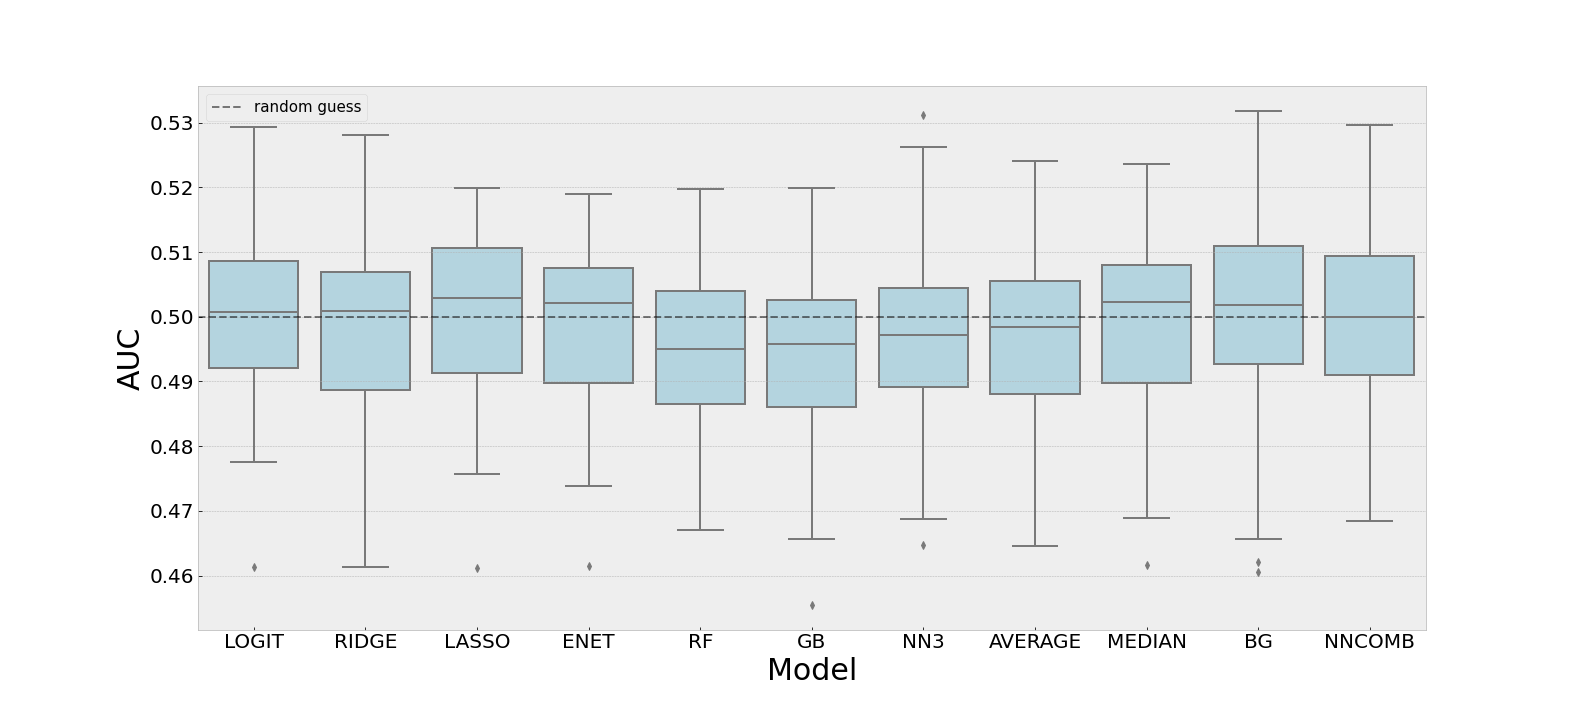 random guess
0.53
0.52
0.51
0.50
0.49
0.48
0.47
0.46
AUC
LOGIT RIDGE LASSO ENET RF GB NN3 AVERAGE MEDIAN BG NNCOMB
Model